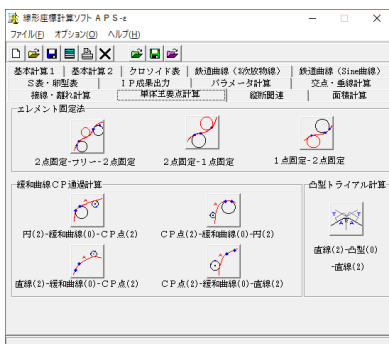 線形座標計算ソフトＡＰＳ-ε
ファイル(F) オプション(O) ヘルプ(H)
基本計算１ 基本計算２ クロソイド表 鉄道曲線（3次放物線） 鉄道曲線（Sine曲線）
Ｓ表・卵型表 ＩＰ成果出力 パラメータ計算 交点・垂線計算
接線・離れ計算 単体主要点計算 縦断関連 面積計算
エレメント固定法
２点固定-フリー-２点固定 ２点固定-１点固定 １点固定-２点固定
緩和曲線ＣＰ通過計算 凸型トライアル計算
円(2)-緩和曲線(0)-ＣＰ点(2) ＣＰ点(2)-緩和曲線(0)-円(2)
直線(2)-凸型(0)
-直線(2)
直線(2)-緩和曲線(0)-ＣＰ点(2) ＣＰ点(2)-緩和曲線(0)-直線(2)